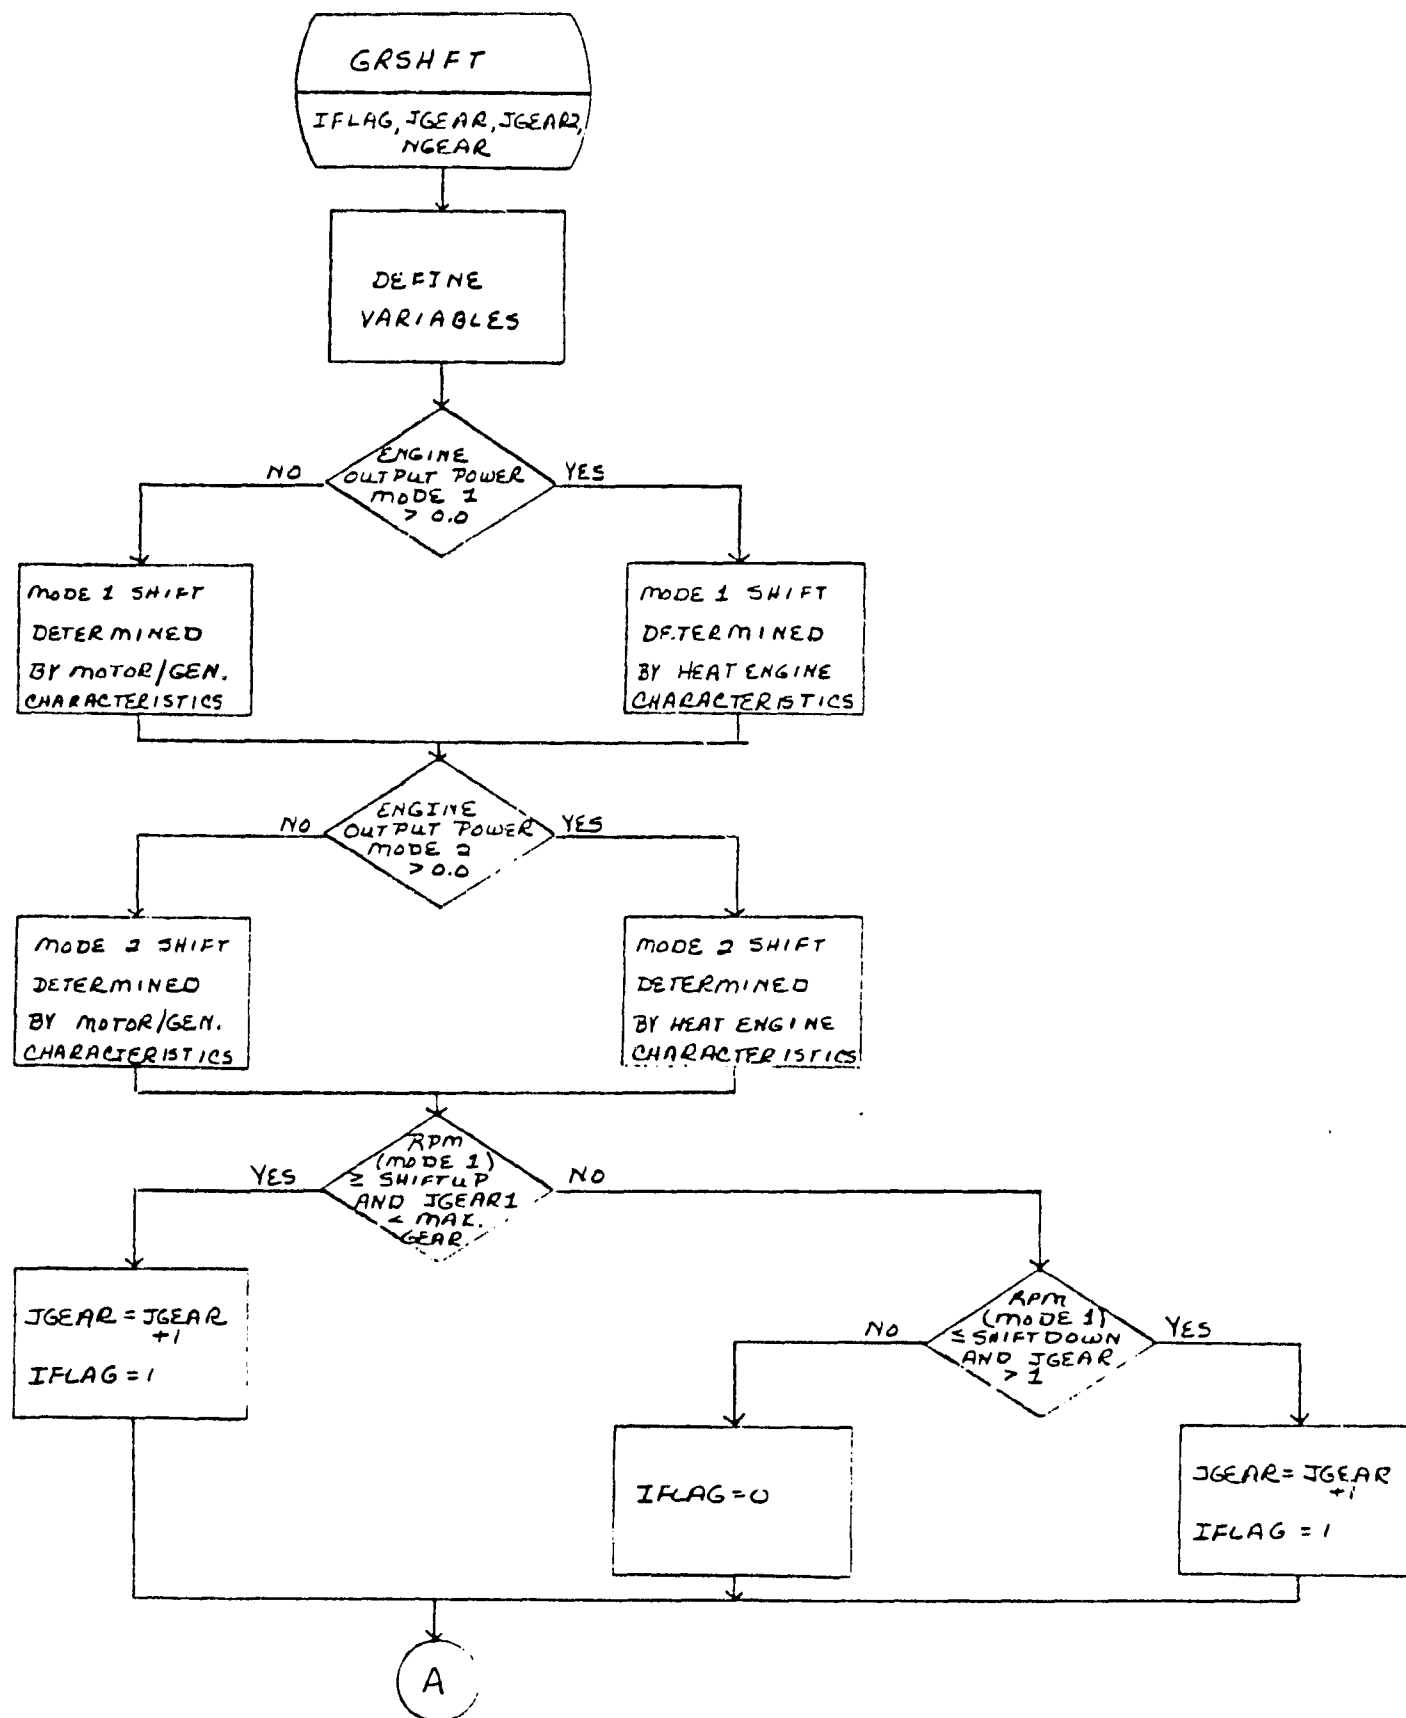 GRSHFT
IFLAG, JGEAR, JGEAR2,
NGEAR
DEFINE
VARIABLES
ENGINE
OUTPUT POWER
MODE 1
> 0.0
NO
YES
MODE 1 SHIFT
DETERMINED
BY MOTOR/GEN.
CHARACTERISTICS
MODE 1 SHIFT
DETERMINED
BY HEAT ENGINE
CHARACTERISTICS
ENGINE
OUTPUT POWER
MODE 2
> 0.0
NO
YES
MODE 2 SHIFT
DETERMINED
BY MOTOR/GEN.
CHARACTERISTICS
MODE 2 SHIFT
DETERMINED
BY HEAT ENGINE
CHARACTERISTICS
RPM
(MODE 1)
≥ SHIFTUP
AND JGEAR1
< MAX.
GEAR
YES
NO
JGEAR = JGEAR
+1
IFLAG = 1
RPM
(MODE 1)
≤ SHIFTDOWN
AND JGEAR
> 1
NO
YES
IFLAG = 0
JGEAR = JGEAR
+1
IFLAG = 1
A